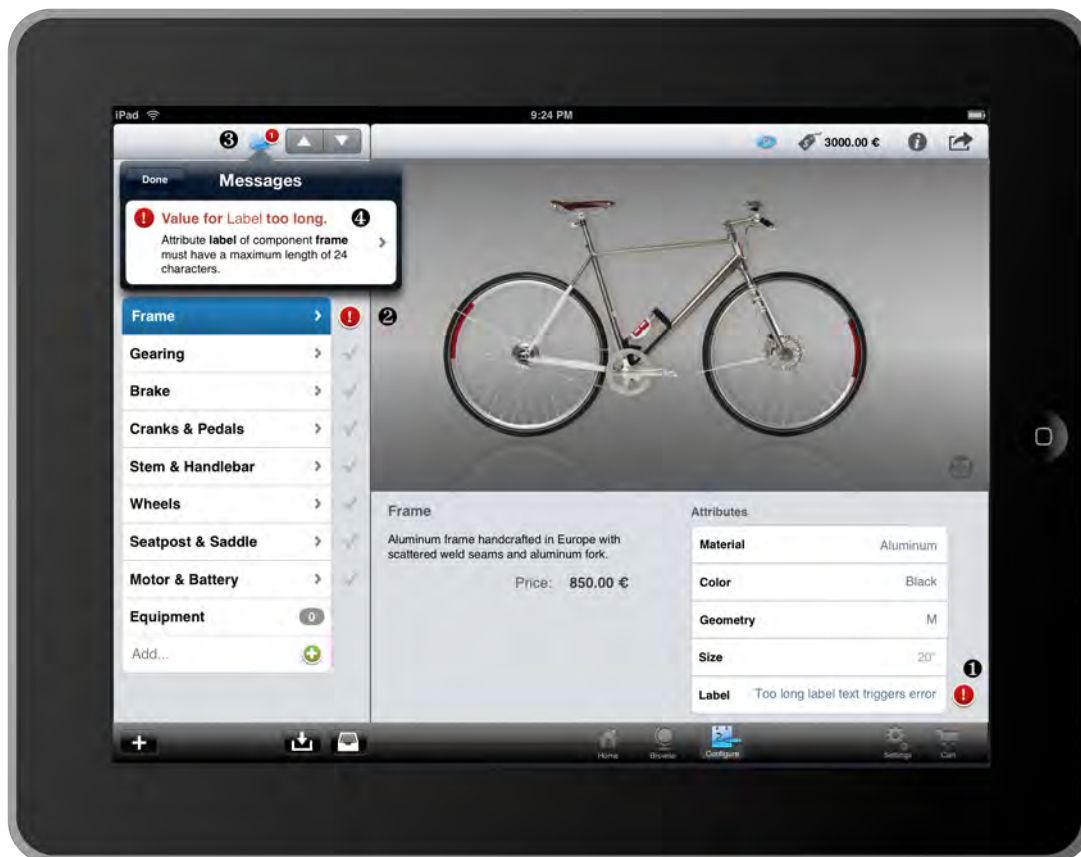 iPad 9:24 PM
❸ 1 3000.00 €
Done Messages
Value for Label too long. ❹
Attribute label of component frame
must have a maximum length of 24
characters.
Frame ❷
Gearing
Brake
Cranks & Pedals
Stem & Handlebar
Wheels
Seatpost & Saddle
Motor & Battery
Equipment 0
Add...
Frame
Aluminum frame handcrafted in Europe with
scattered weld seams and aluminum fork.
Price: 850.00 €
Attributes
Material Aluminum
Color Black
Geometry M
Size 20"
❶
Label Too long label text triggers error
Home Browse Configure Settings Cart